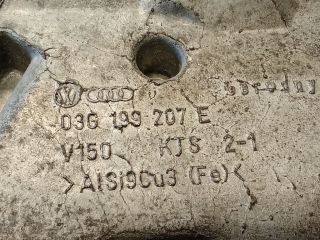 03G 199 207 E
V150 KTS 2-1
>AlSi9Cu3 (Fe)<